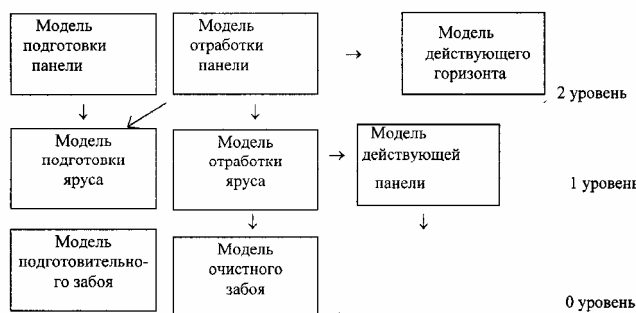 Модель
подготовки
панели
Модель
отработки
панели
→
Модель
действующего
горизонта
2 уровень
↓
↓
Модель
подготовки
яруса
Модель
отработки
яруса
→
Модель
действующей
панели
1 уровень
↓
↓
Модель
подготовительно-
го забоя
Модель
очистного
забоя
0 уровень